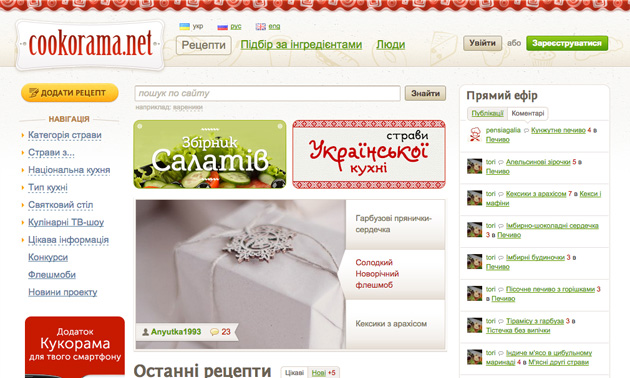 cookorama.net
укр рус eng
Рецепти Підбір за інгредієнтами Люди
Увійти або Зареєструватися
ДОДАТИ РЕЦЕПТ
НАВІГАЦІЯ
Категорія страви
Страви з...
Національна кухня
Тип кухні
Святковий стіл
Кулінарні ТВ-шоу
Цікава інформація
Конкурси
Флешмоби
Новини проекту
Додаток
Кукорама
для твого смартфону
пошук по сайту
Знайти
наприклад: вареники
Збірник
Салатів
страви
Української
кухні
Гарбузові прянички-
сердечка
Солодкий
Новорічний
флешмоб
Кексики з арахісом
Anyutka1993 23
Останні рецепти Цікаві Нові +5
Прямий ефір
Публікації Коментарі
pensiagalia Кунжутне печиво 4 в
Печиво
tori Апельсинові зірочки 5 в
Печиво
tori Кексики з арахісом 7 в Кекси і
мафіни
tori Імбирно-шоколадні сердечка
3 в Печиво
tori Імбирні будиночки 3 в
Печиво
tori Пісочне печиво з горішками 3
в Печиво
tori Тірамісу з гарбуза 3 в
Тістечка без випічки
tori Індиче м'ясо в цибульному
маринаді 4 в М'ясні страви